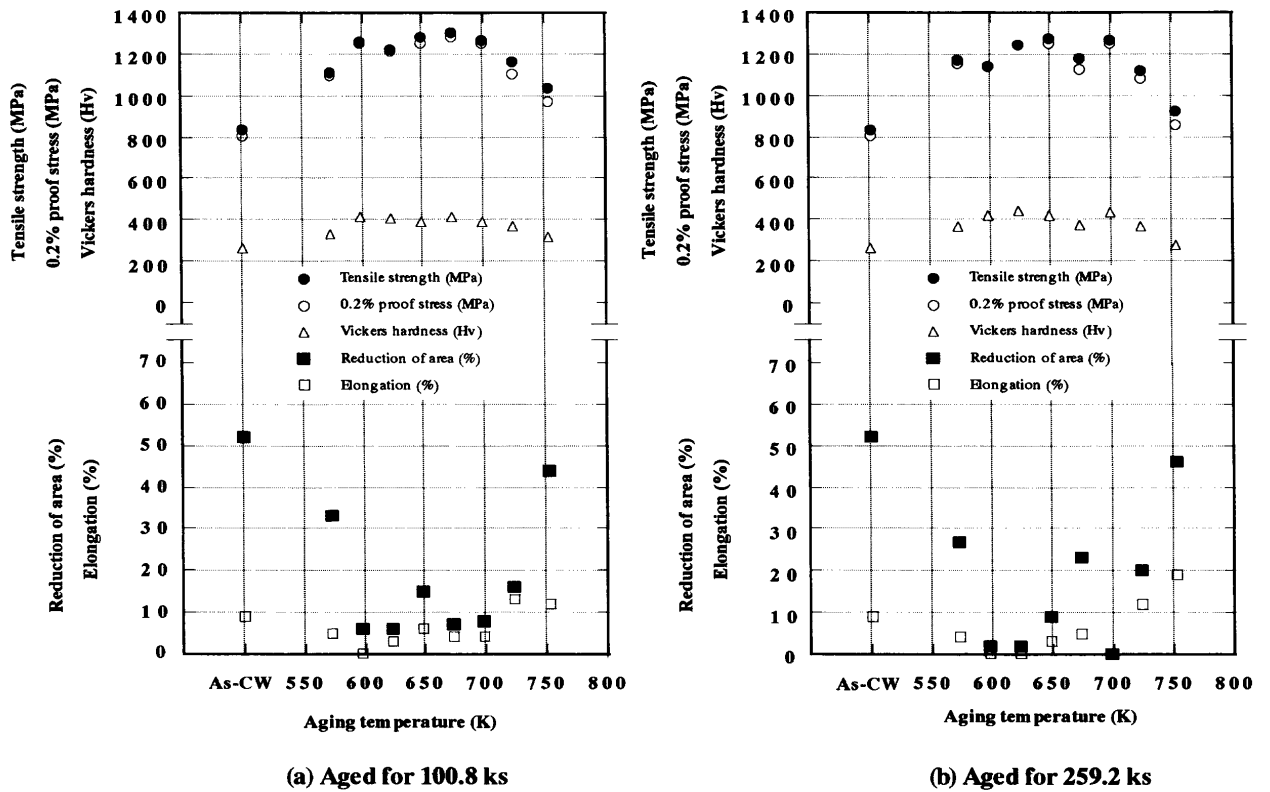 Tensile strength (MPa)
0.2% proof stress (MPa)
Vickers hardness (Hv)
1400
1200
1000
800
600
400
200
0
Tensile strength (MPa)
0.2% proof stress (MPa)
Vickers hardness (Hv)
Reduction of area (%)
Elongation (%)
Reduction of area (%)
Elongation (%)
70
60
50
40
30
20
10
0
As-CW 550 600 650 700 750 800
Aging temperature (K)
(a) Aged for 100.8 ks
Tensile strength (MPa)
0.2% proof stress (MPa)
Vickers hardness (Hv)
1400
1200
1000
800
600
400
200
0
Tensile strength (MPa)
0.2% proof stress (MPa)
Vickers hardness (Hv)
Reduction of area (%)
Elongation (%)
Reduction of area (%)
Elongation (%)
70
60
50
40
30
20
10
0
As-CW 550 600 650 700 750 800
Aging temperature (K)
(b) Aged for 259.2 ks